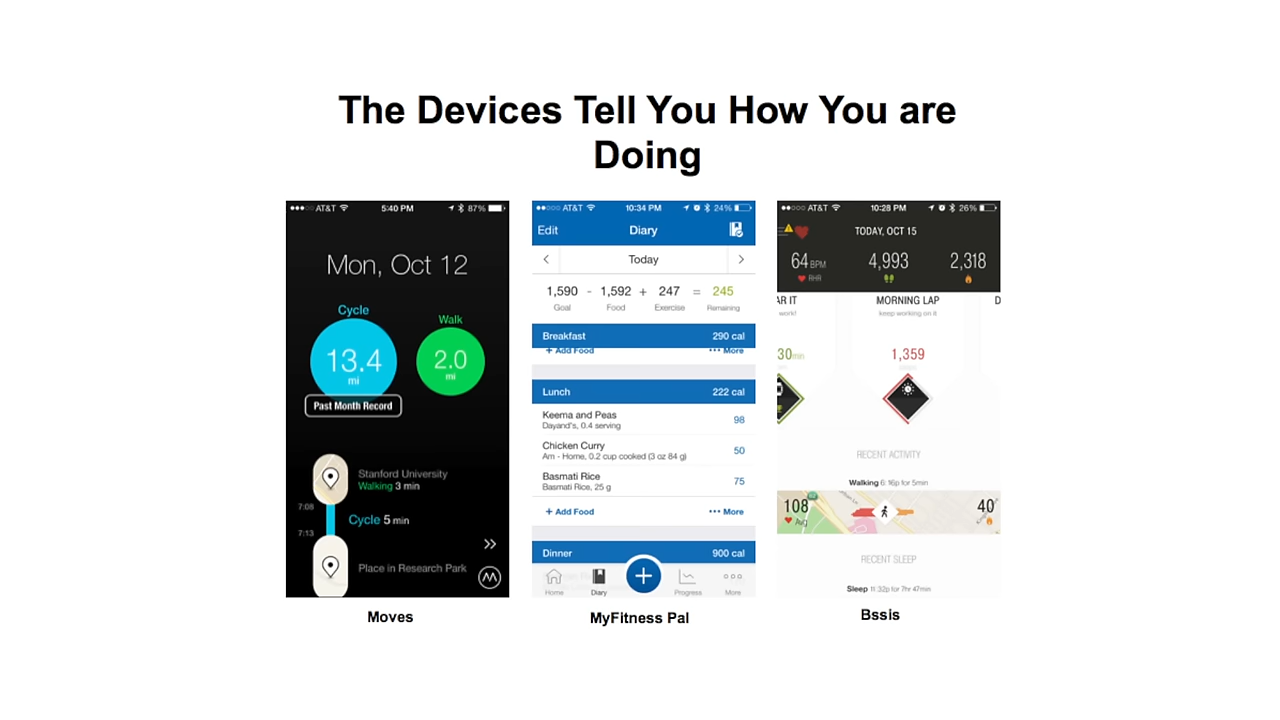 The Devices Tell You How You are
Doing
AT&T 5:40 PM 87%
Mon, Oct 12
Cycle
Walk
13.4
mi
2.0
mi
Past Month Record
Stanford University
Walking 3 min
7:08
Cycle 5 min
7:13
Place in Research Park
Moves
AT&T 10:34 PM 24%
Edit Diary
Today
1,590 - 1,592 + 247 = 245
Goal Food Exercise Remaining
Breakfast 290 cal
+ Add Food ••• More
Lunch 222 cal
Keema and Peas
Dayand's, 0.4 serving
98
Chicken Curry
Am - Home, 0.2 cup cooked (3 oz 84 g)
50
Basmati Rice
Basmati Rice, 25 g
75
+ Add Food ••• More
Dinner 900 cal
Home Diary Progress More
MyFitness Pal
AT&T 10:28 PM 26%
TODAY, OCT 15
64 BPM 4,993 2,318
RHR
AR IT MORNING LAP D
work! keep working on it
30min 1,359
RECENT ACTIVITY
Walking 6:16p for 5min
108 40
Avg
RECENT SLEEP
Sleep 11:32p for 7hr 47min
Bssis